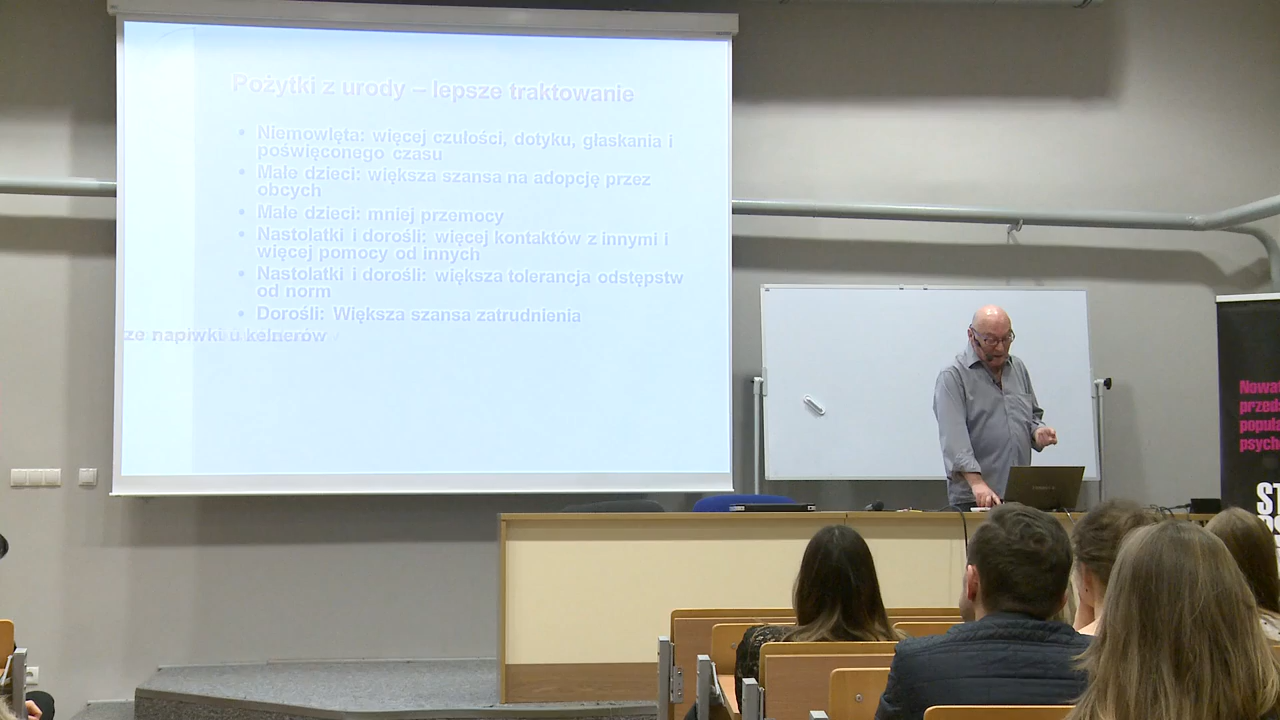 Pożytki z urody – lepsze traktowanie
• Niemowlęta: więcej czułości, dotyku, głaskania i
poświęconego czasu
• Małe dzieci: większa szansa na adopcję przez
obcych
• Małe dzieci: mniej przemocy
• Nastolatki i dorośli: więcej kontaktów z innymi i
więcej pomocy od innych
• Nastolatki i dorośli: większa tolerancja odstępstw
od norm
• Dorośli: Większa szansa zatrudnienia
ze napiwki u kelnerów
Nowat
przeds
popula
psych
ST